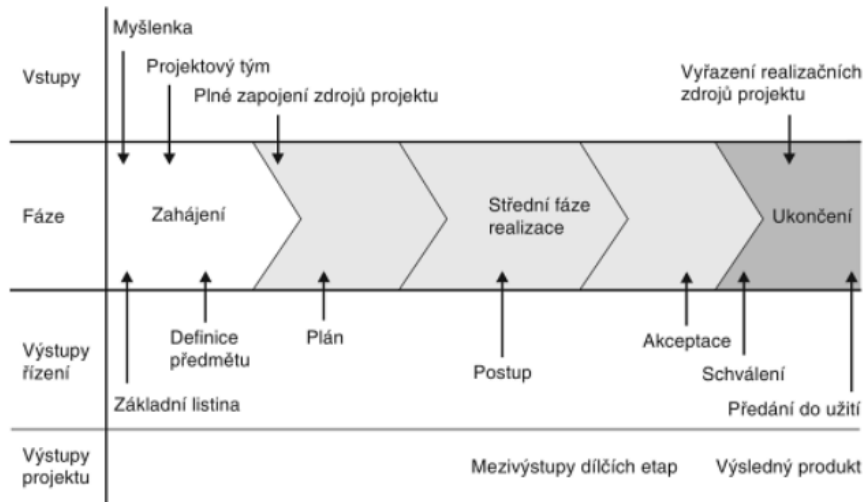 Myšlenka
Vstupy
Projektový tým
Plné zapojení zdrojů projektu
Vyřazení realizačních
zdrojů projektu
Fáze
Zahájení
Střední fáze
realizace
Ukončení
Výstupy
řízení
Základní listina
Definice
předmětu
Plán
Postup
Akceptace
Schválení
Předání do užití
Výstupy
projektu
Mezivýstupy dílčích etap
Výsledný produkt